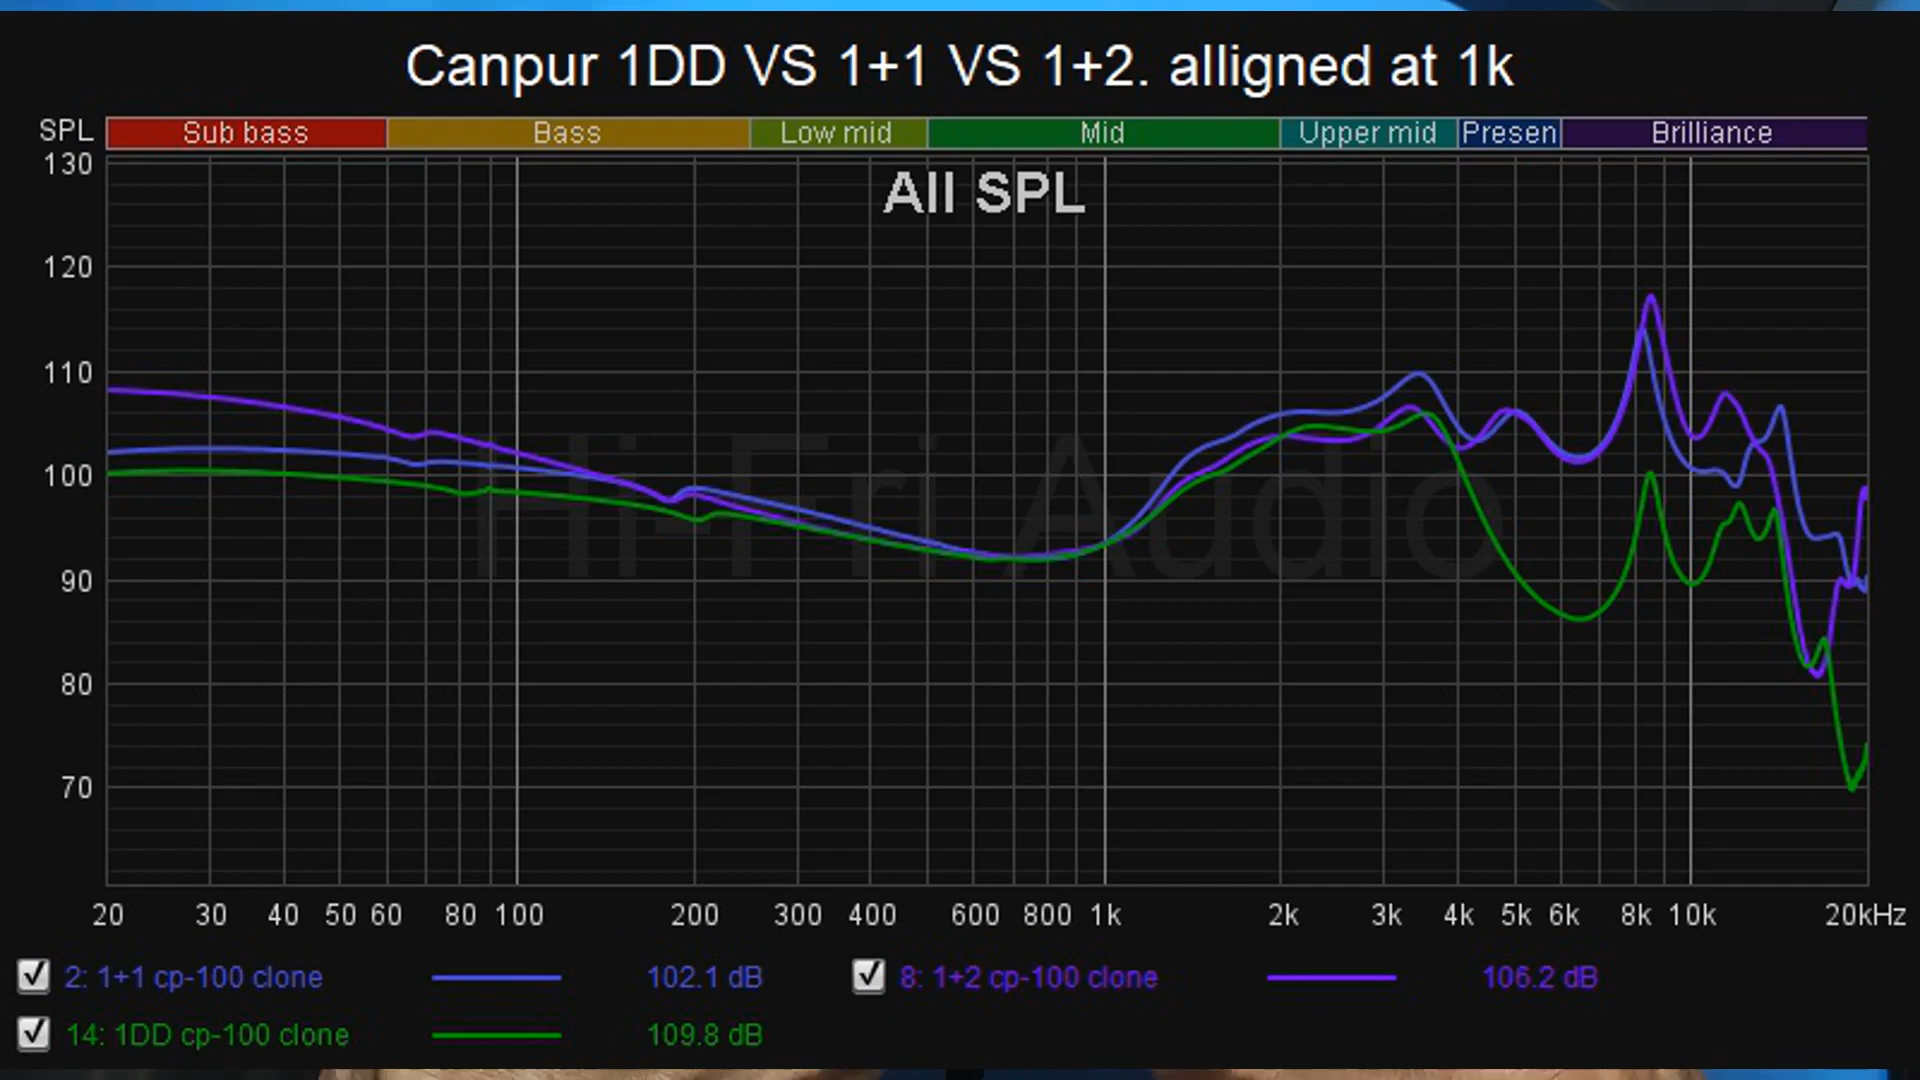 Canpur 1DD VS 1+1 VS 1+2. alligned at 1k
SPL Sub bass Bass Low mid Mid Upper mid Presen Brilliance
130
All SPL
120
110
100
Hi-Fri Audio
90
80
70
20 30 40 50 60 80 100 200 300 400 600 800 1k 2k 3k 4k 5k 6k 8k 10k 20kHz
2: 1+1 cp-100 clone 102.1 dB 8: 1+2 cp-100 clone 106.2 dB
14: 1DD cp-100 clone 109.8 dB